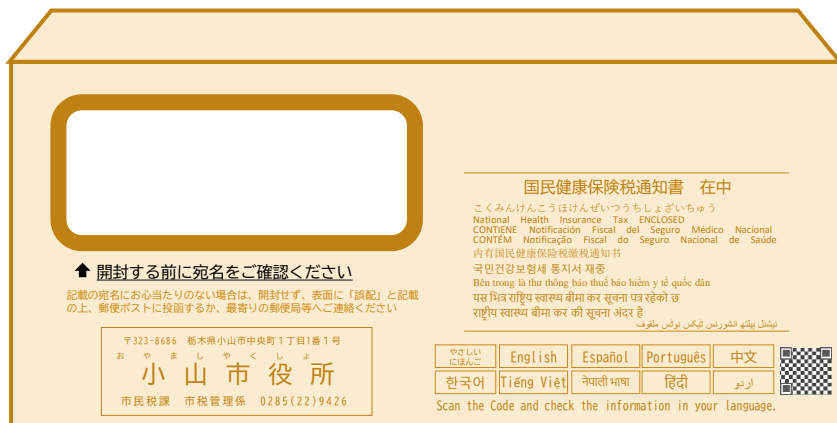 開封する前に宛名をご確認ください
記載の宛名にお心当たりのない場合は、開封せず、表面に「誤配」と記載
の上、郵便ポストに投函するか、最寄りの郵便局等へご連絡ください
〒323-8686 栃木県小山市中央町1丁目1番1号
おやましやくしょ
小山市役所
市民税課 市税管理係 0285(22)9426
国民健康保険税通知書 在中
こくみんけんこうほけんぜいつうちしょざいちゅう
National Health Insurance Tax ENCLOSED
CONTIENE Notificación Fiscal del Seguro Médico Nacional
CONTÉM Notificação Fiscal do Seguro Nacional de Saúde
内有国民健康保险税缴税通知书
국민건강보험세 통지서 재중
Bên trong là thư thông báo thuế bảo hiểm y tế quốc dân
यस भित्र राष्ट्रिय स्वास्थ्य बीमा कर सूचना पत्र रहेको छ
राष्ट्रीय स्वास्थ्य बीमा कर की सूचना अंदर है
نیشنل ہیلتھ انشورنس ٹیکس نوٹس ملفوف
やさしい
にほんご
English
Español
Português
中文
한국어
Tiếng Việt
नेपाली भाषा
हिंदी
اردو
Scan the Code and check the information in your language.